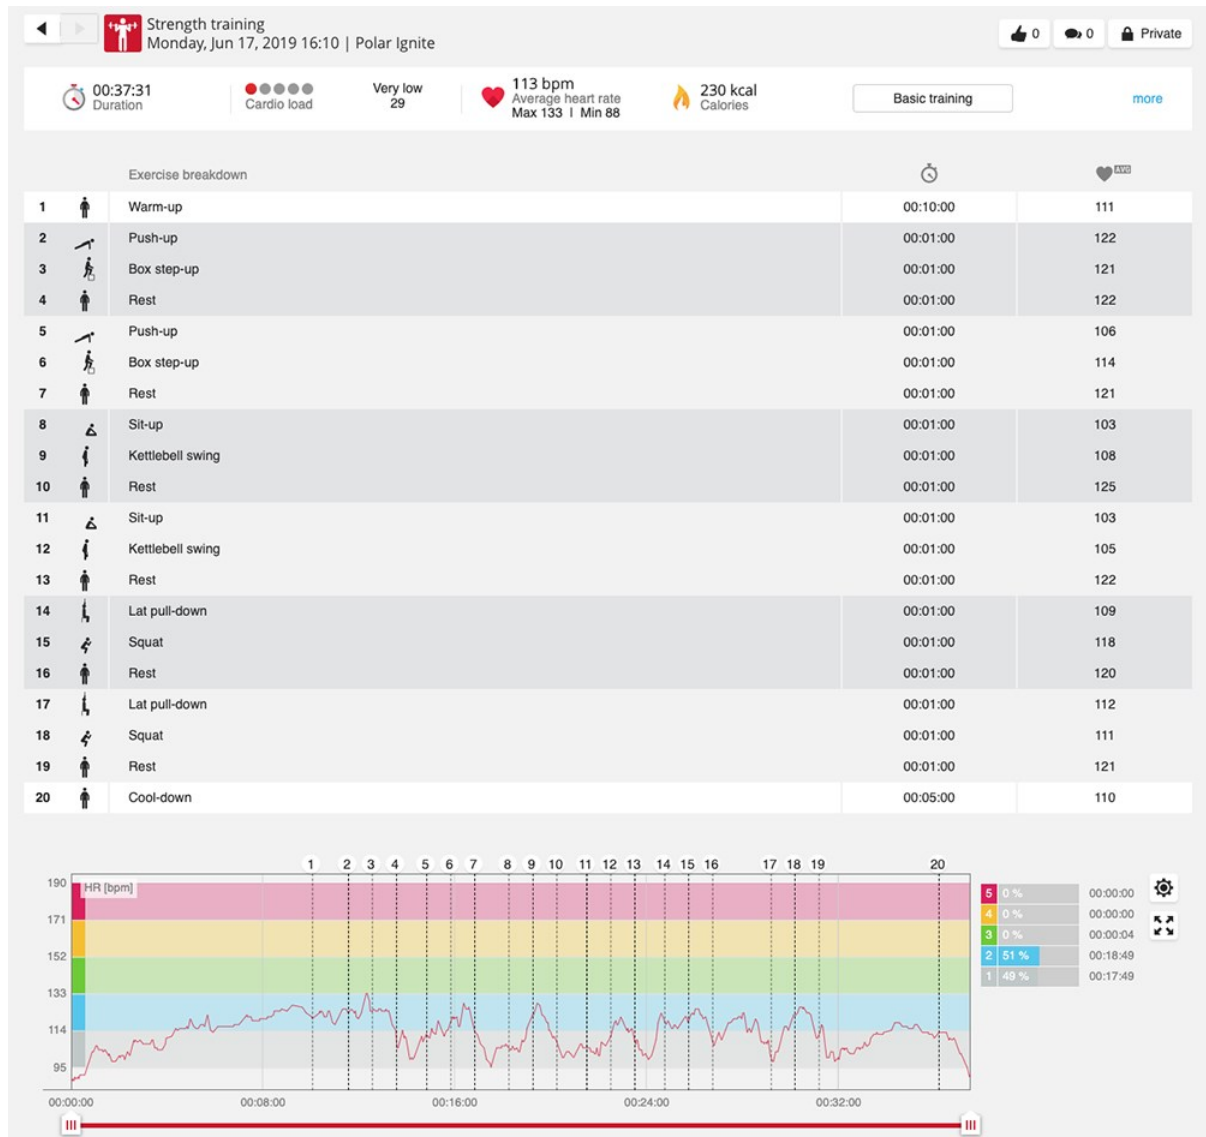 Strength training
Monday, Jun 17, 2019 16:10 | Polar Ignite
0 0 Private
00:37:31
Duration
Cardio load
Very low
29
113 bpm
Average heart rate
Max 133 | Min 88
230 kcal
Calories
Basic training
more
Exercise breakdown AVG
1 Warm-up 00:10:00 111
2 Push-up 00:01:00 122
3 Box step-up 00:01:00 121
4 Rest 00:01:00 122
5 Push-up 00:01:00 106
6 Box step-up 00:01:00 114
7 Rest 00:01:00 121
8 Sit-up 00:01:00 103
9 Kettlebell swing 00:01:00 108
10 Rest 00:01:00 125
11 Sit-up 00:01:00 103
12 Kettlebell swing 00:01:00 105
13 Rest 00:01:00 122
14 Lat pull-down 00:01:00 109
15 Squat 00:01:00 118
16 Rest 00:01:00 120
17 Lat pull-down 00:01:00 112
18 Squat 00:01:00 111
19 Rest 00:01:00 121
20 Cool-down 00:05:00 110
1 2 3 4 5 6 7 8 9 10 11 12 13 14 15 16 17 18 19 20
HR [bpm]
190
171
152
133
114
95
00:00:00 00:08:00 00:16:00 00:24:00 00:32:00
5 0 % 00:00:00
4 0 % 00:00:00
3 0 % 00:00:04
2 51 % 00:18:49
1 49 % 00:17:49